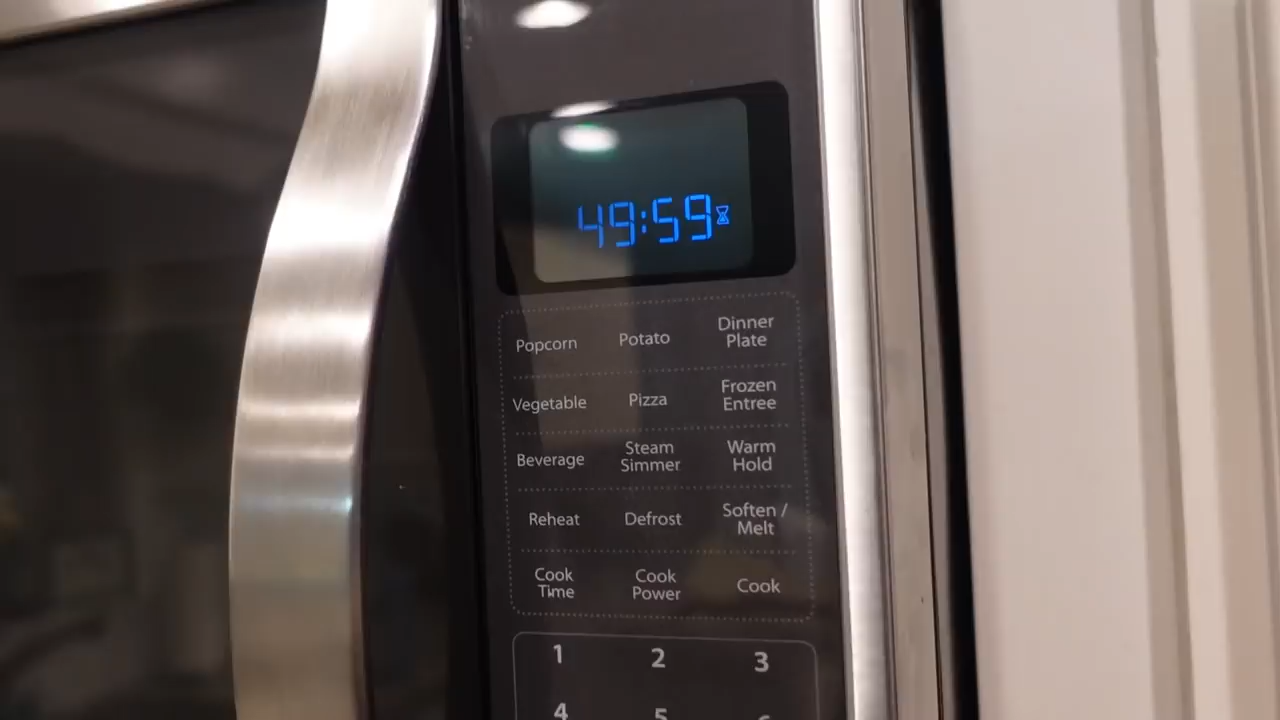 49:59
Popcorn Potato Dinner Plate
Vegetable Pizza Frozen Entree
Beverage Steam Simmer Warm Hold
Reheat Defrost Soften / Melt
Cook Time Cook Power Cook
1 2 3
4 5